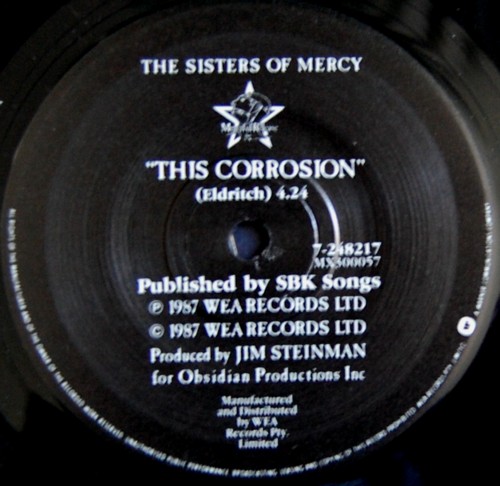 THE SISTERS OF MERCY
Merciful Release
"THIS CORROSION"
(Eldritch) 4.24
7-248217
MX300057
Published by SBK Songs
℗ 1987 WEA RECORDS LTD
© 1987 WEA RECORDS LTD
Produced by JIM STEINMAN
for Obsidian Productions Inc
Manufactured
and Distributed
by WEA
Records Pty.
Limited